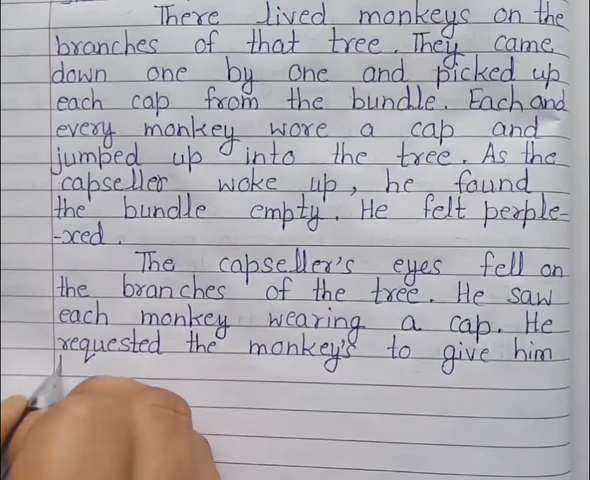 There lived monkeys on the
branches of that tree. They came
down one by one and picked up
each cap from the bundle. Each and
every monkey wore a cap and
jumped up into the tree. As the
capseller woke up, he found
the bundle empty. He felt perple-
-xed.
The capseller's eyes fell on
the branches of the tree. He saw
each monkey wearing a cap. He
requested the monkey's to give him